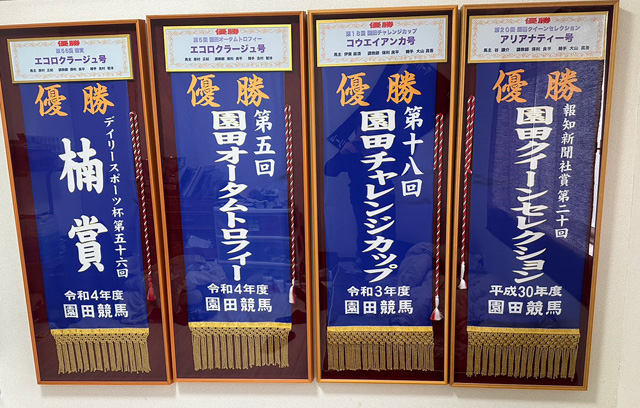 優勝
第56回 楠賞
エコロクラージュ号
優勝
デイリースポーツ杯第五十六回
楠賞
令和4年度
園田競馬
優勝
第5回 園田オータムトロフィー
エコロクラージュ号
優勝
第五回
園田オータムトロフィー
令和4年度
園田競馬
優勝
第18回 園田チャレンジカップ
コウエイアンカ号
優勝
第十八回
園田チャレンジカップ
令和3年度
園田競馬
優勝
第20回 園田クイーンセレクション
アリアナティー号
優勝
報知新聞社賞第二十回
園田クイーンセレクション
平成30年度
園田競馬